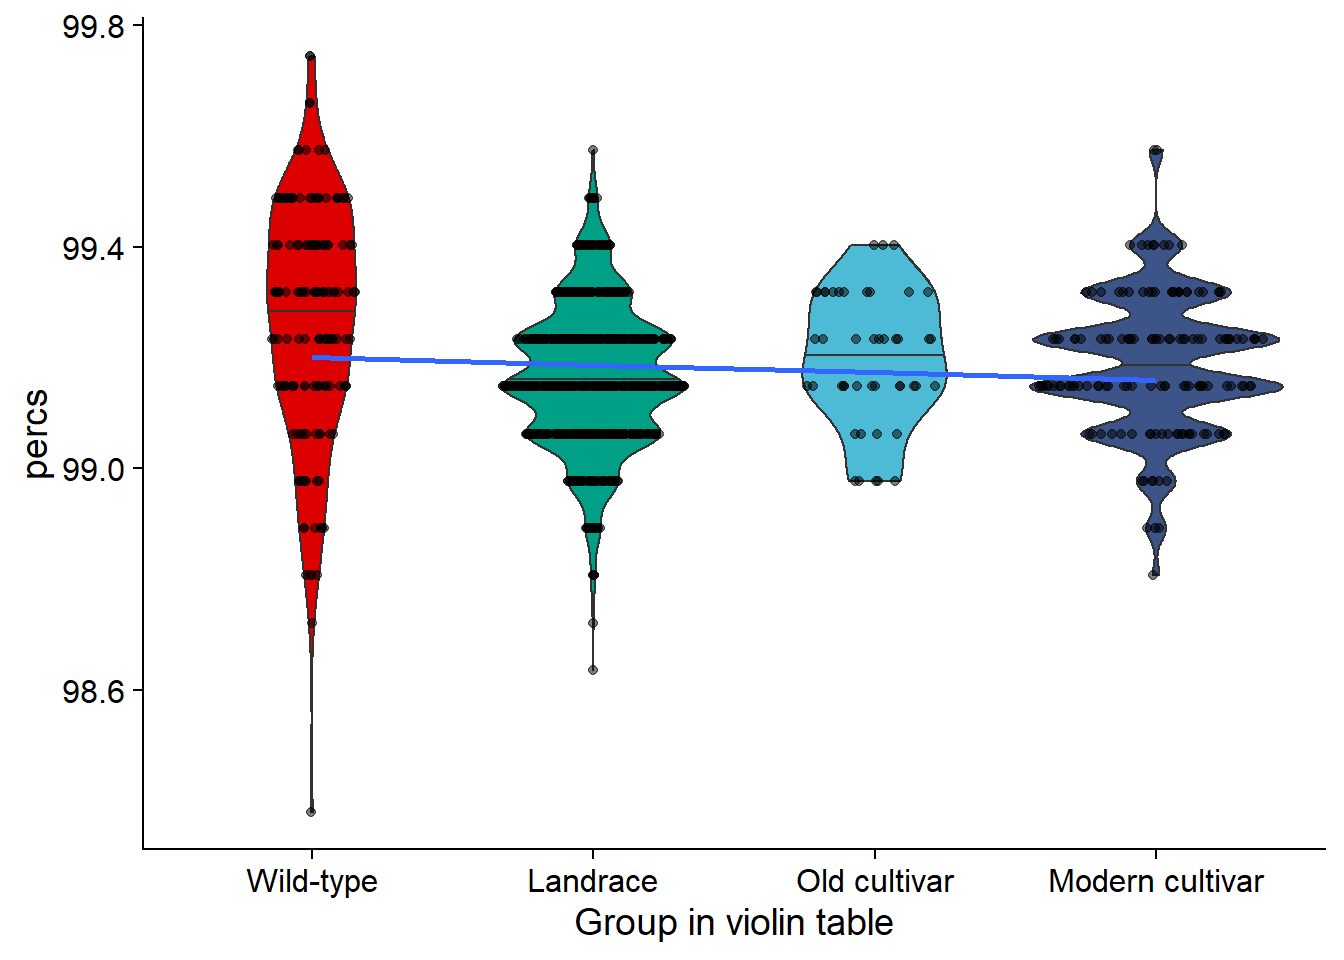 99.8
99.4
99.0
98.6
percs
Wild-type Landrace Old cultivar Modern cultivar
Group in violin table